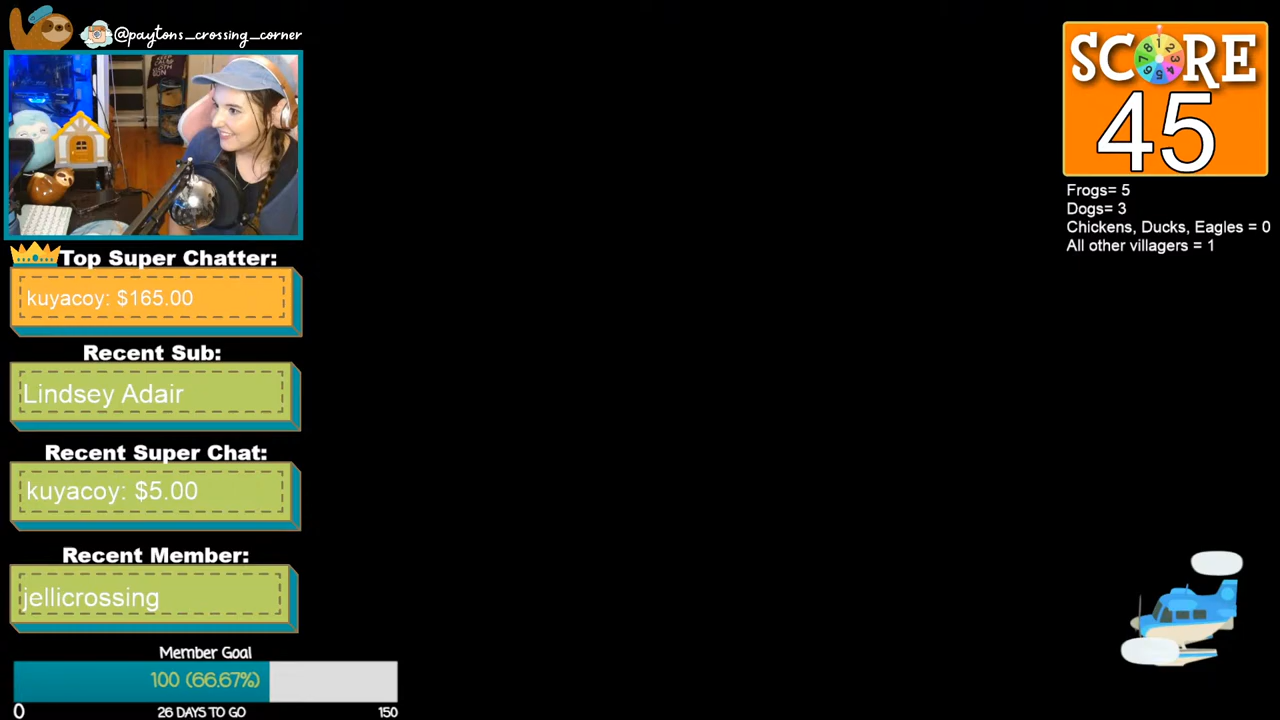 @paytons_crossing_corner
Top Super Chatter:
kuyacoy: $165.00
Recent Sub:
Lindsey Adair
Recent Super Chat:
kuyacoy: $5.00
Recent Member:
jellicrossing
Member Goal
100 (66.67%)
0 26 DAYS TO GO 150
SCORE
45
Frogs= 5
Dogs= 3
Chickens, Ducks, Eagles = 0
All other villagers = 1